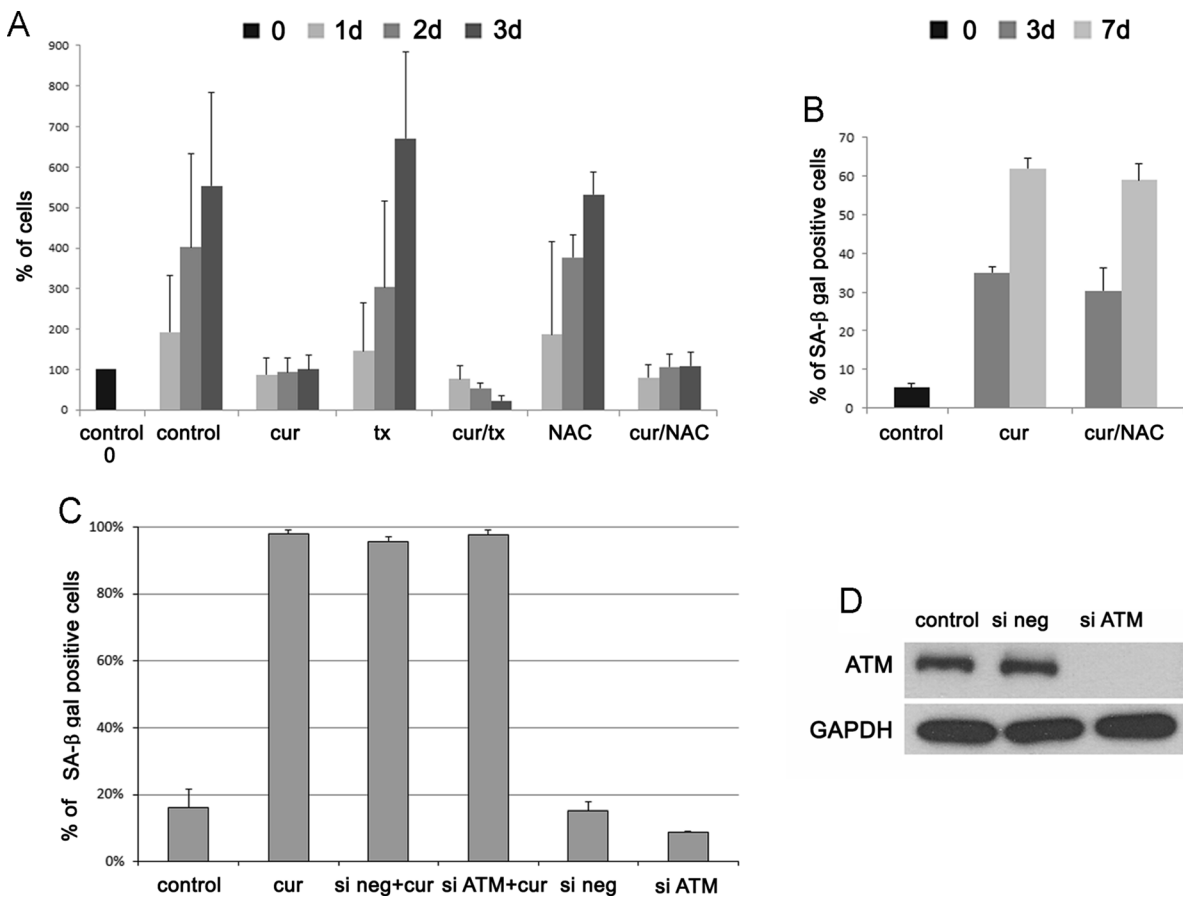 A
0 1d 2d 3d
% of cells
900
800
700
600
500
400
300
200
100
0
control 0
control
cur
tx
cur/tx
NAC
cur/NAC
0 3d 7d
B
% of SA-β gal positive cells
70
60
50
40
30
20
10
0
control
cur
cur/NAC
C
% of SA-β gal positive cells
100%
80%
60%
40%
20%
0%
control
cur
si neg+cur
si ATM+cur
si neg
si ATM
D
control si neg si ATM
ATM
GAPDH